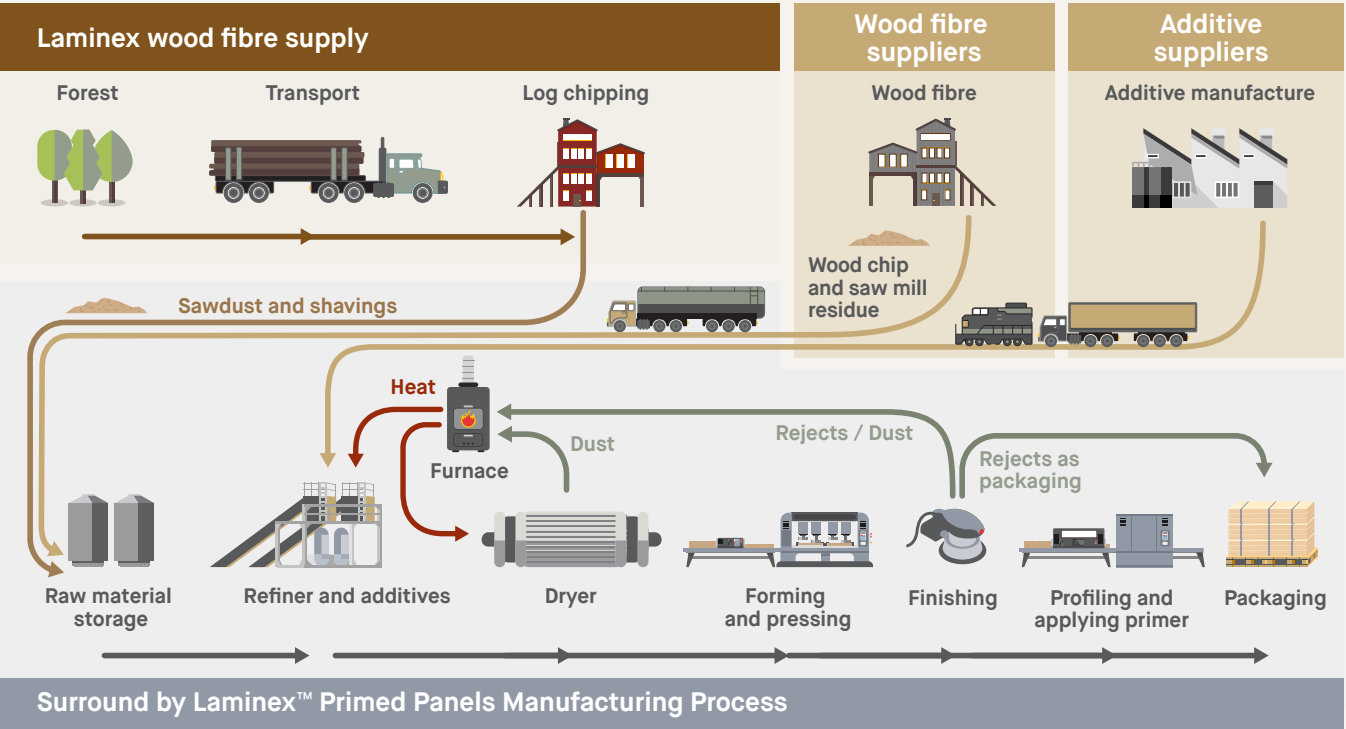 Laminex wood fibre supply
Wood fibre
suppliers
Additive
suppliers
Forest
Transport
Log chipping
Wood fibre
Additive manufacture
Wood chip
and saw mill
residue
Sawdust and shavings
Heat
Furnace
Dust
Rejects / Dust
Rejects as
packaging
Raw material
storage
Refiner and additives
Dryer
Forming
and pressing
Finishing
Profiling and
applying primer
Packaging
Surround by Laminex™ Primed Panels Manufacturing Process